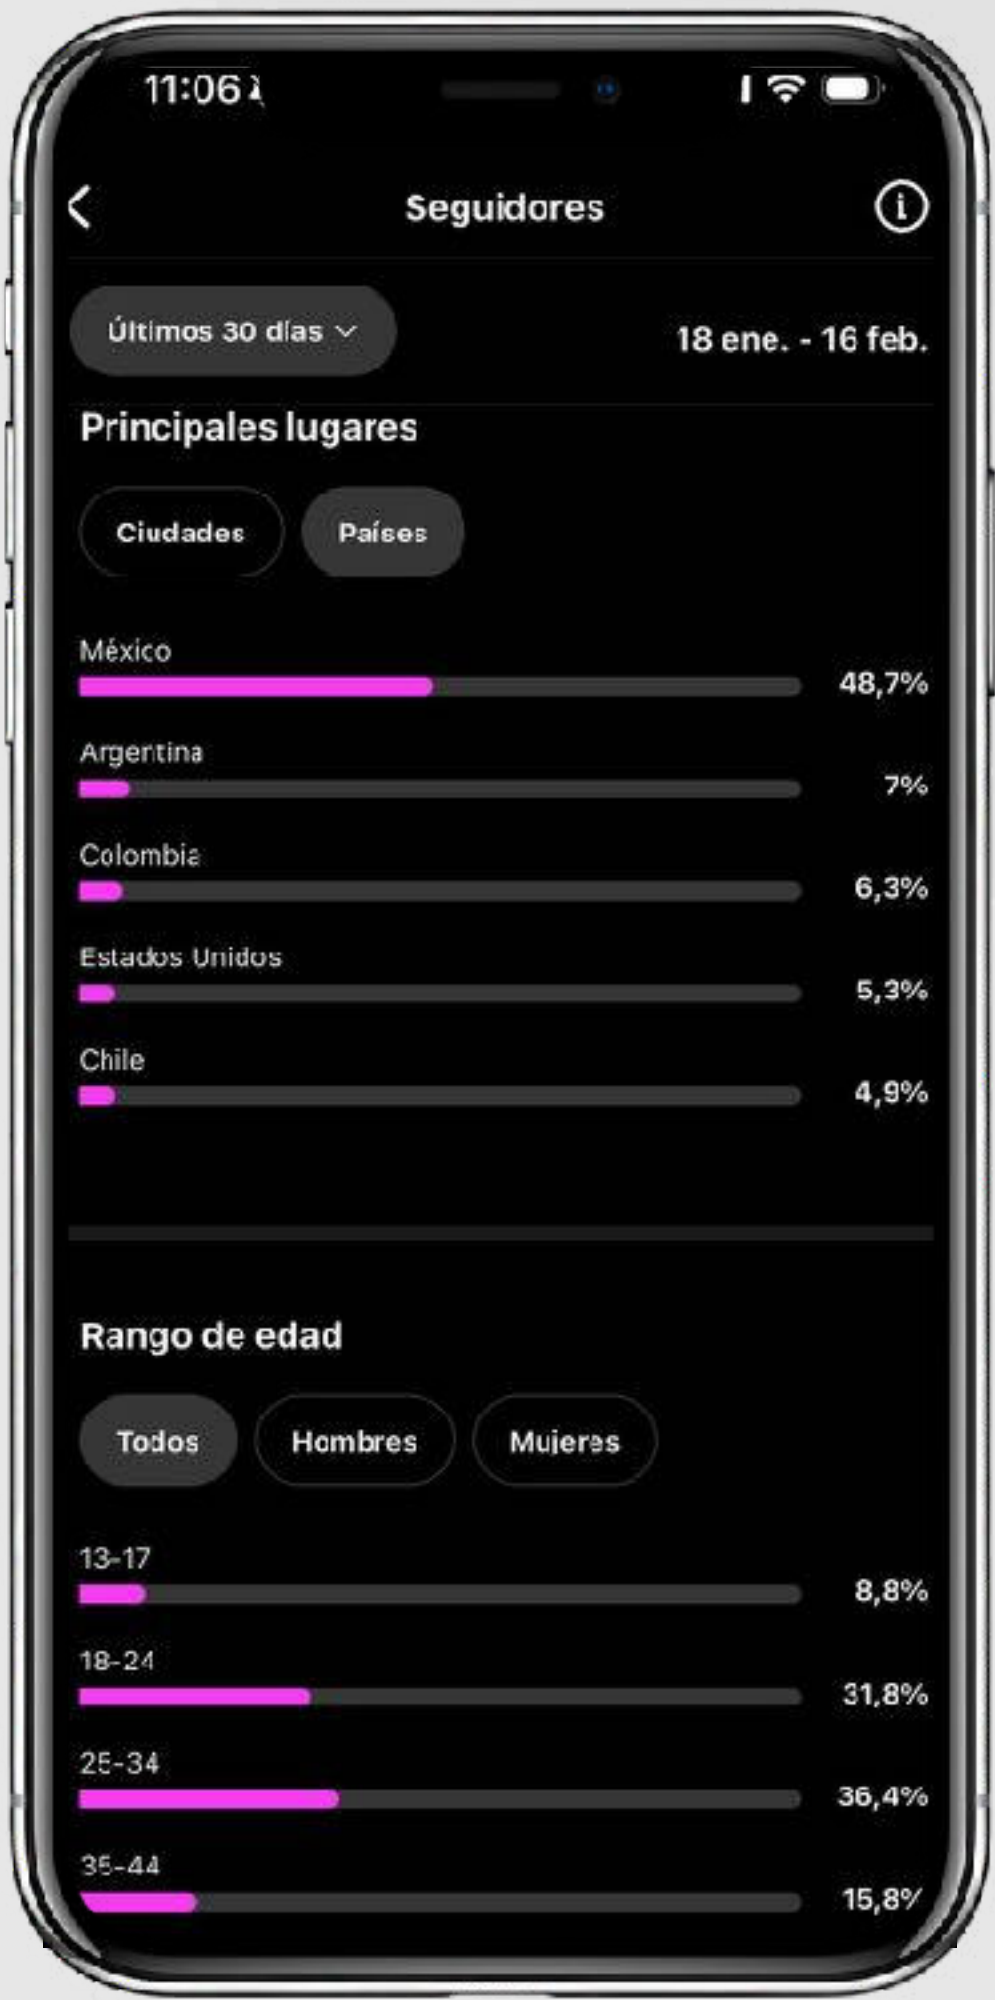 11:06
Seguidores
Últimos 30 días
18 ene. - 16 feb.
Principales lugares
Ciudades
Países
México
48,7%
Argentina
7%
Colombia
6,3%
Estados Unidos
5,3%
Chile
4,9%
Rango de edad
Todos
Hombres
Mujeres
13-17
8,8%
18-24
31,8%
25-34
36,4%
35-44
15,8%